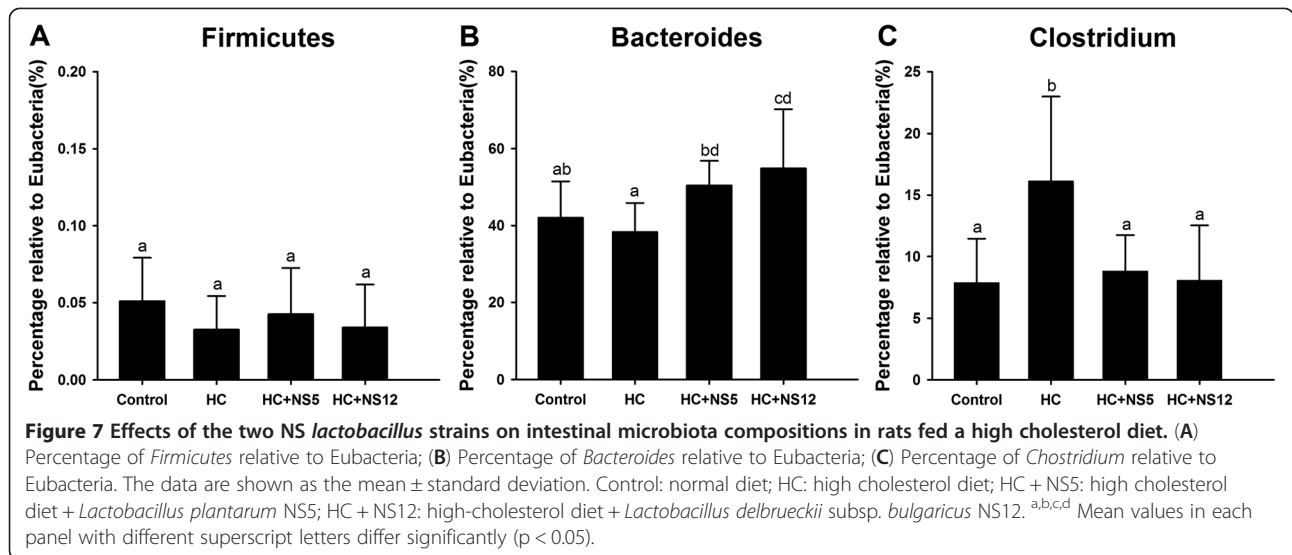 A Firmicutes
Percentage relative to Eubacteria(%)
0.20
0.15
0.10
0.05
0.00
a a a a
Control HC HC+NS5 HC+NS12
B Bacteroides
Percentage relative to Eubacteria(%)
80
60
40
20
0
ab a bd cd
Control HC HC+NS5 HC+NS12
C Clostridium
Percentage relative to Eubacteria(%)
25
20
15
10
5
0
a b a a
Control HC HC+NS5 HC+NS12
Figure 7 Effects of the two NS lactobacillus strains on intestinal microbiota compositions in rats fed a high cholesterol diet. (A)
Percentage of Firmicutes relative to Eubacteria; (B) Percentage of Bacteroides relative to Eubacteria; (C) Percentage of Chostridium relative to
Eubacteria. The data are shown as the mean ± standard deviation. Control: normal diet; HC: high cholesterol diet; HC + NS5: high cholesterol
diet + Lactobacillus plantarum NS5; HC + NS12: high-cholesterol diet + Lactobacillus delbrueckii subsp. bulgaricus NS12. a,b,c,d Mean values in each
panel with different superscript letters differ significantly (p < 0.05).